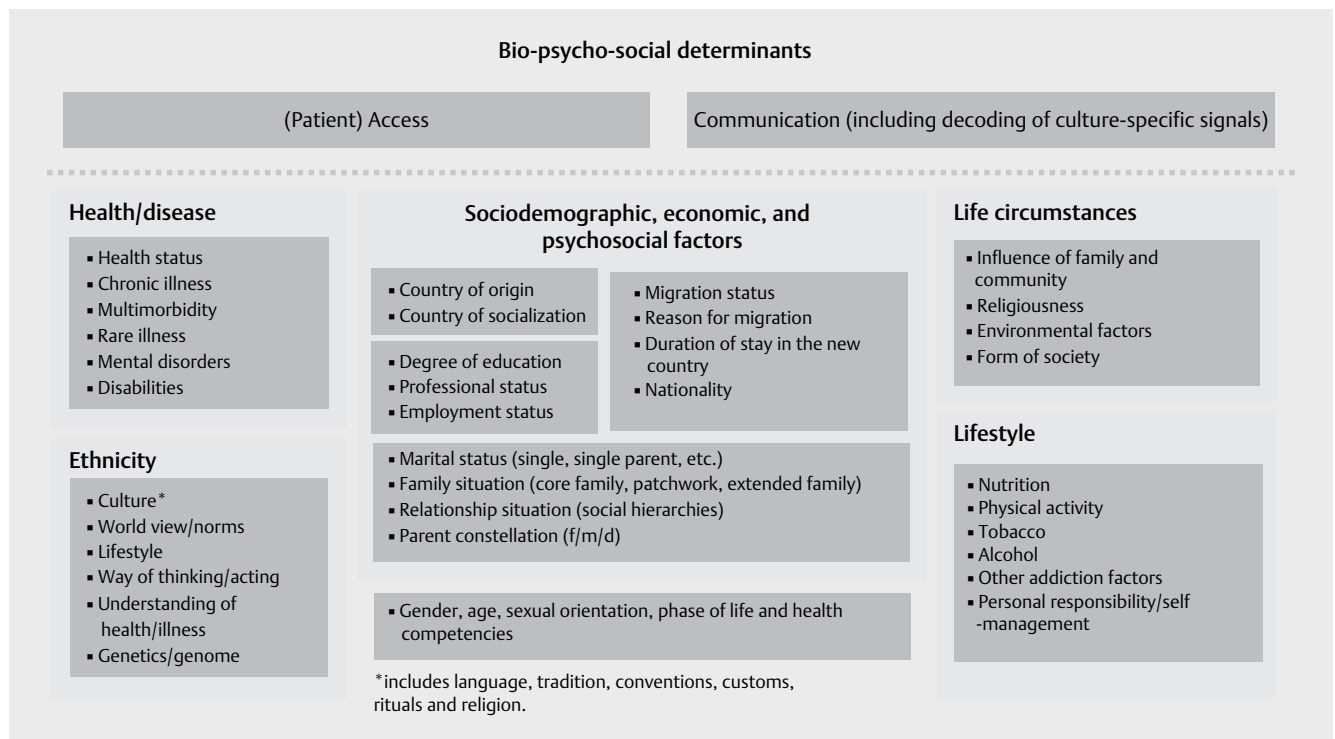 Bio-psycho-social determinants
(Patient) Access
Communication (including decoding of culture-specific signals)
Health/disease
▪ Health status
▪ Chronic illness
▪ Multimorbidity
▪ Rare illness
▪ Mental disorders
▪ Disabilities
Ethnicity
▪ Culture*
▪ World view/norms
▪ Lifestyle
▪ Way of thinking/acting
▪ Understanding of
health/illness
▪ Genetics/genome
Sociodemographic, economic, and
psychosocial factors
▪ Country of origin
▪ Country of socialization
▪ Degree of education
▪ Professional status
▪ Employment status
▪ Migration status
▪ Reason for migration
▪ Duration of stay in the new
country
▪ Nationality
▪ Marital status (single, single parent, etc.)
▪ Family situation (core family, patchwork, extended family)
▪ Relationship situation (social hierarchies)
▪ Parent constellation (f/m/d)
▪ Gender, age, sexual orientation, phase of life and health
competencies
*includes language, tradition, conventions, customs,
rituals and religion.
Life circumstances
▪ Influence of family and
community
▪ Religiousness
▪ Environmental factors
▪ Form of society
Lifestyle
▪ Nutrition
▪ Physical activity
▪ Tobacco
▪ Alcohol
▪ Other addiction factors
▪ Personal responsibility/self
-management